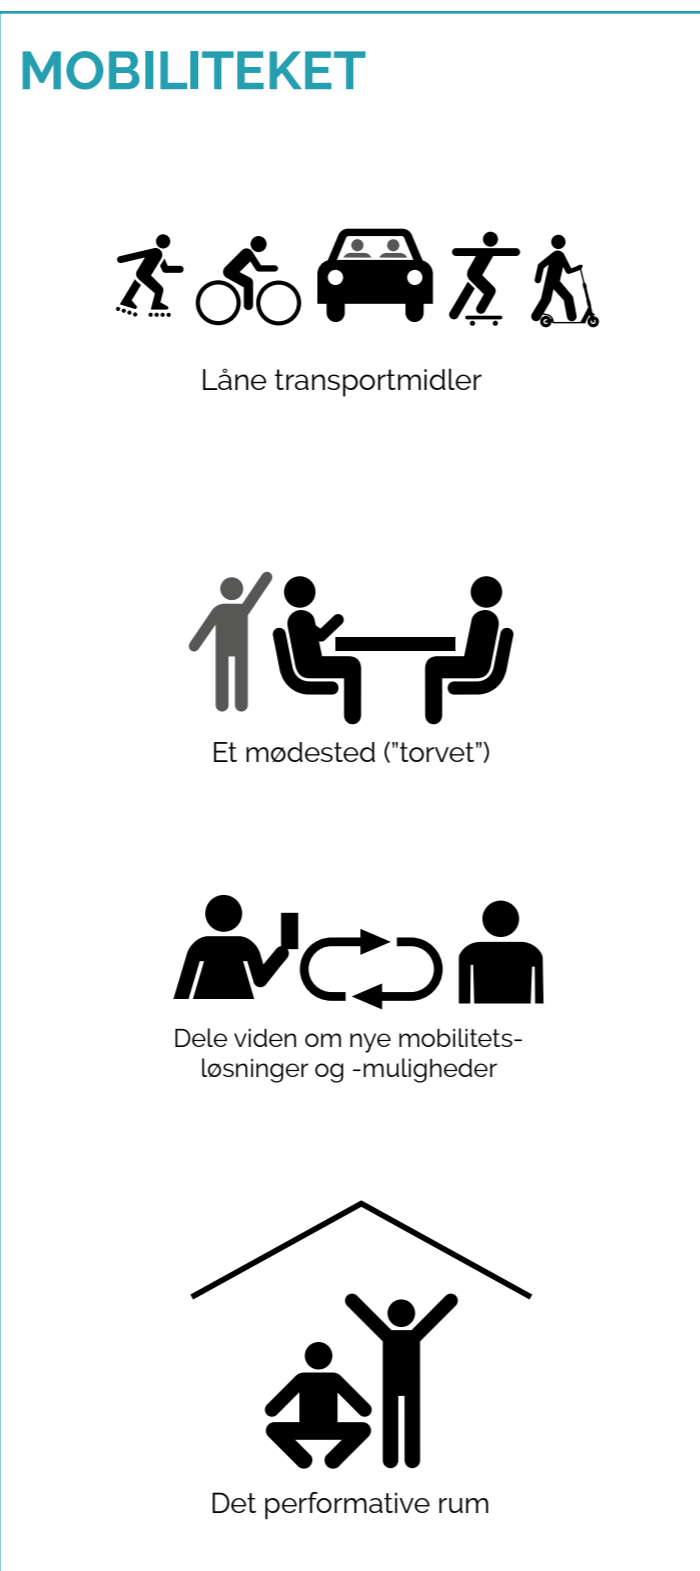 MOBILITEKET
Låne transportmidler
Et mødested (”torvet”)
Dele viden om nye mobilitets-
løsninger og -muligheder
Det performative rum